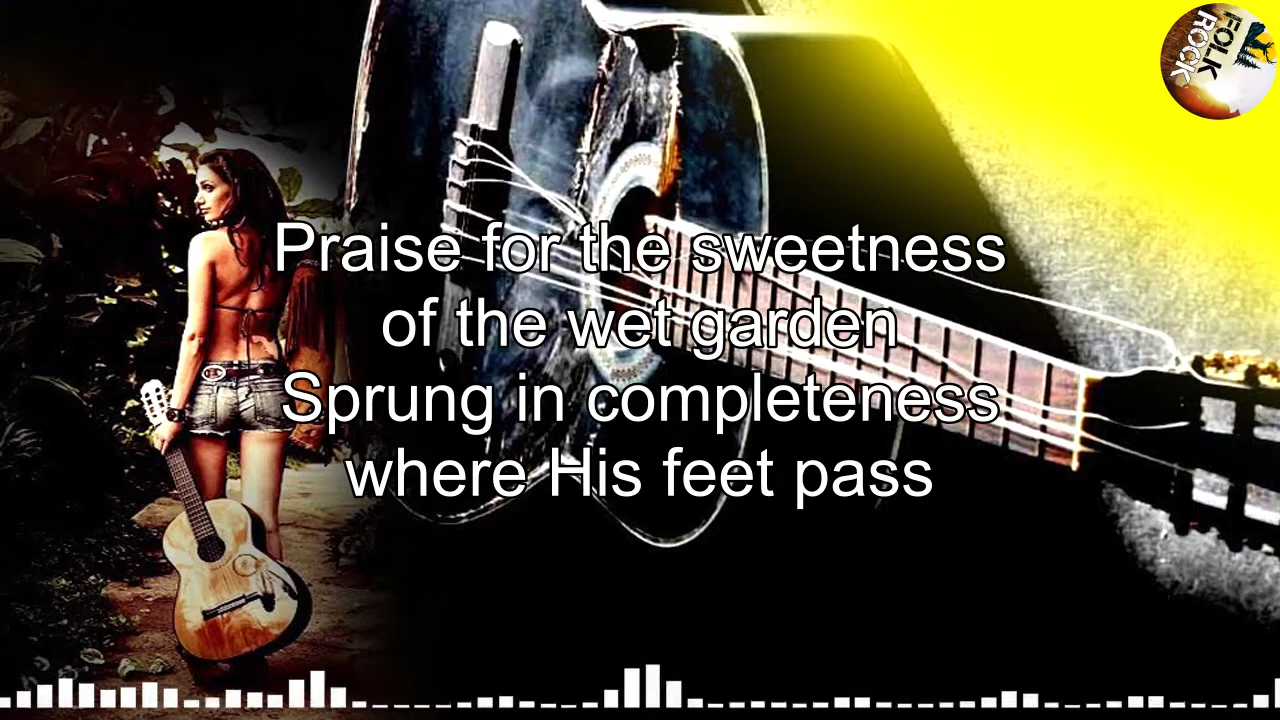 FOLK
ROCK
Praise for the sweetness
of the wet garden
Sprung in completeness
where His feet pass